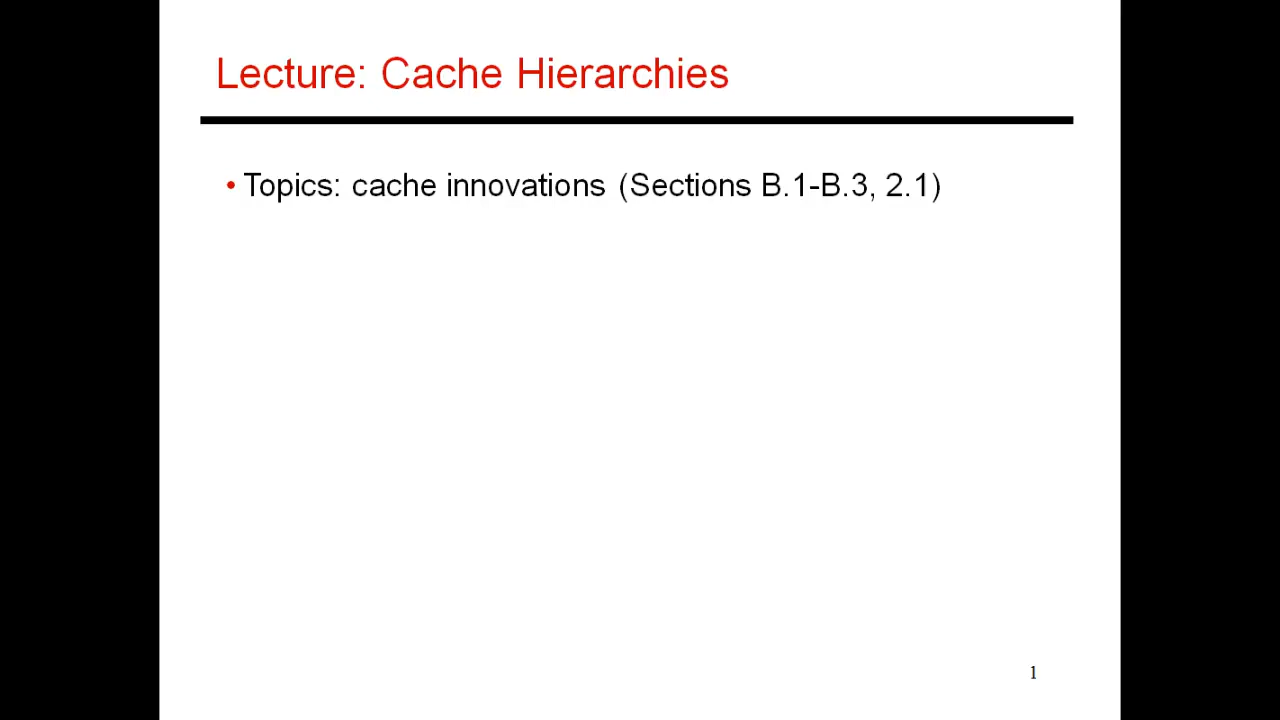 Lecture: Cache Hierarchies
• Topics: cache innovations (Sections B.1-B.3, 2.1)
1